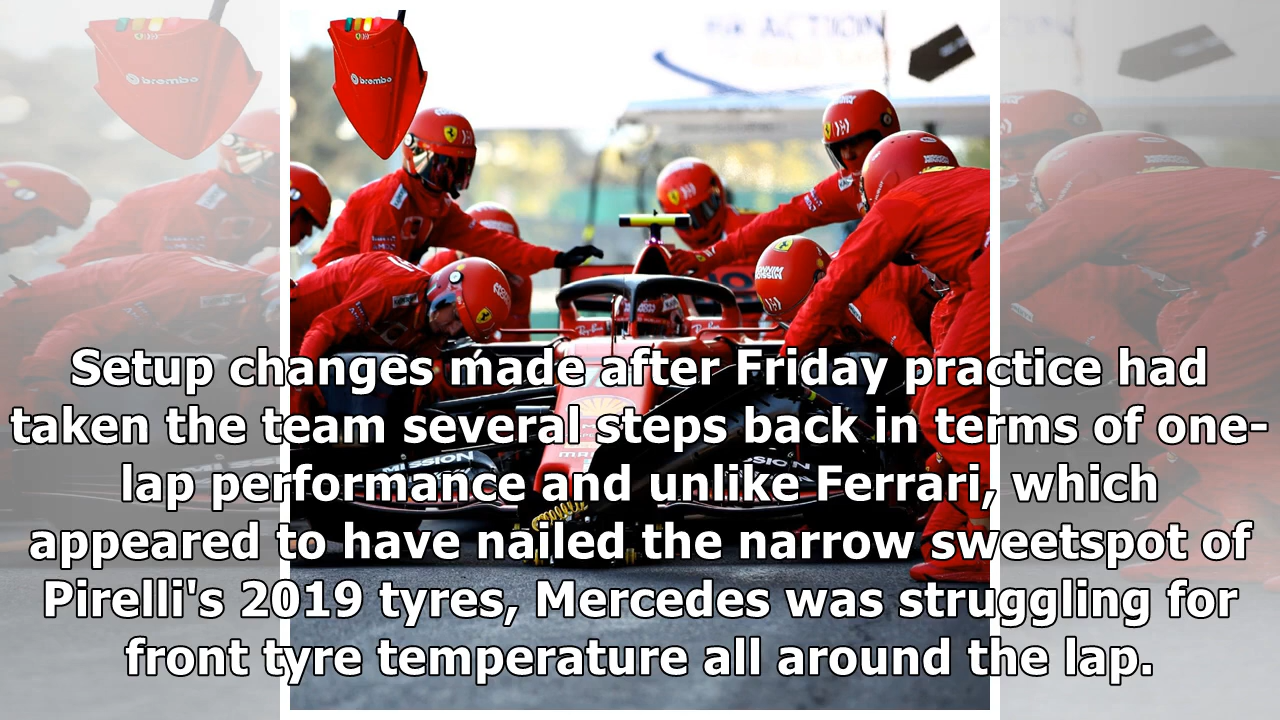 brembo
brembo
Setup changes made after Friday practice had
taken the team several steps back in terms of one-
lap performance and unlike Ferrari, which
appeared to have nailed the narrow sweetspot of
Pirelli's 2019 tyres, Mercedes was struggling for
front tyre temperature all around the lap.
MISSION